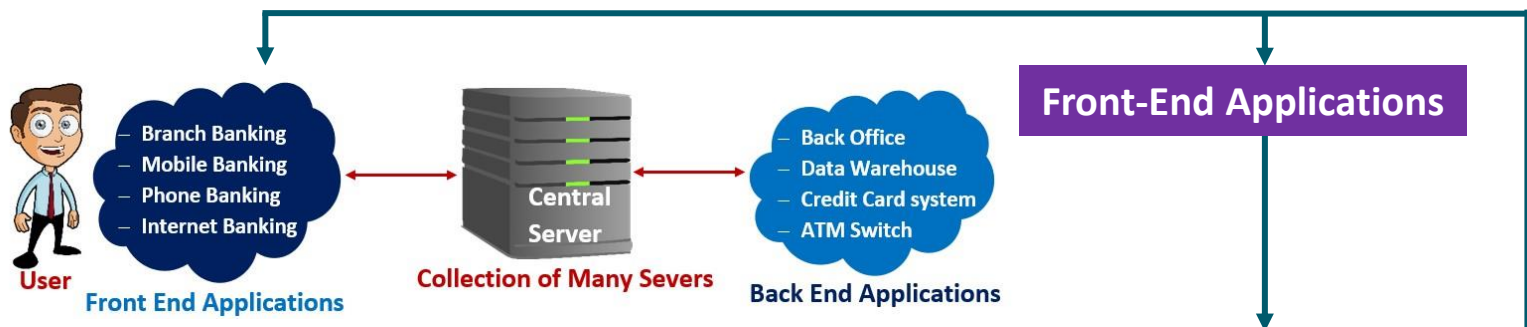 Front-End Applications
– Branch Banking
– Mobile Banking
– Phone Banking
– Internet Banking
Central
Server
– Back Office
– Data Warehouse
– Credit Card system
– ATM Switch
User
Front End Applications
Collection of Many Severs
Back End Applications